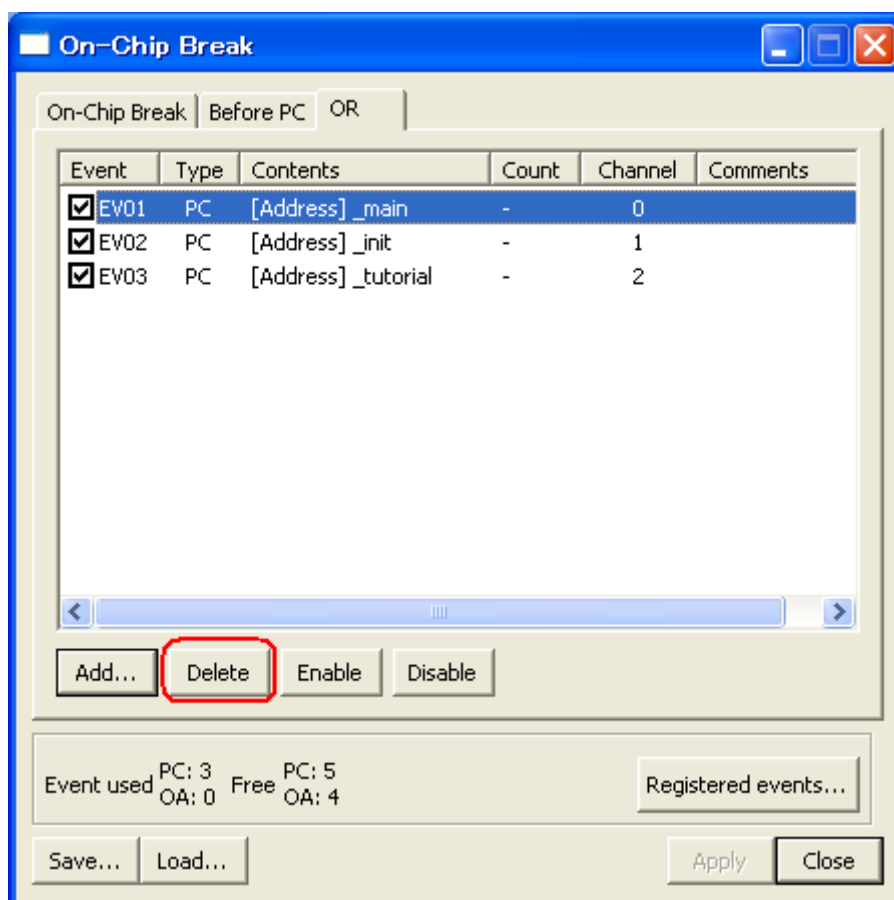 On-Chip Break
On-Chip Break Before PC OR
Event Type Contents Count Channel Comments
EV01 PC [Address] _main - 0
EV02 PC [Address] _init - 1
EV03 PC [Address] _tutorial - 2
Add... Delete Enable Disable
Event used PC: 3 Free PC: 5
OA: 0 OA: 4
Registered events...
Save... Load... Apply Close